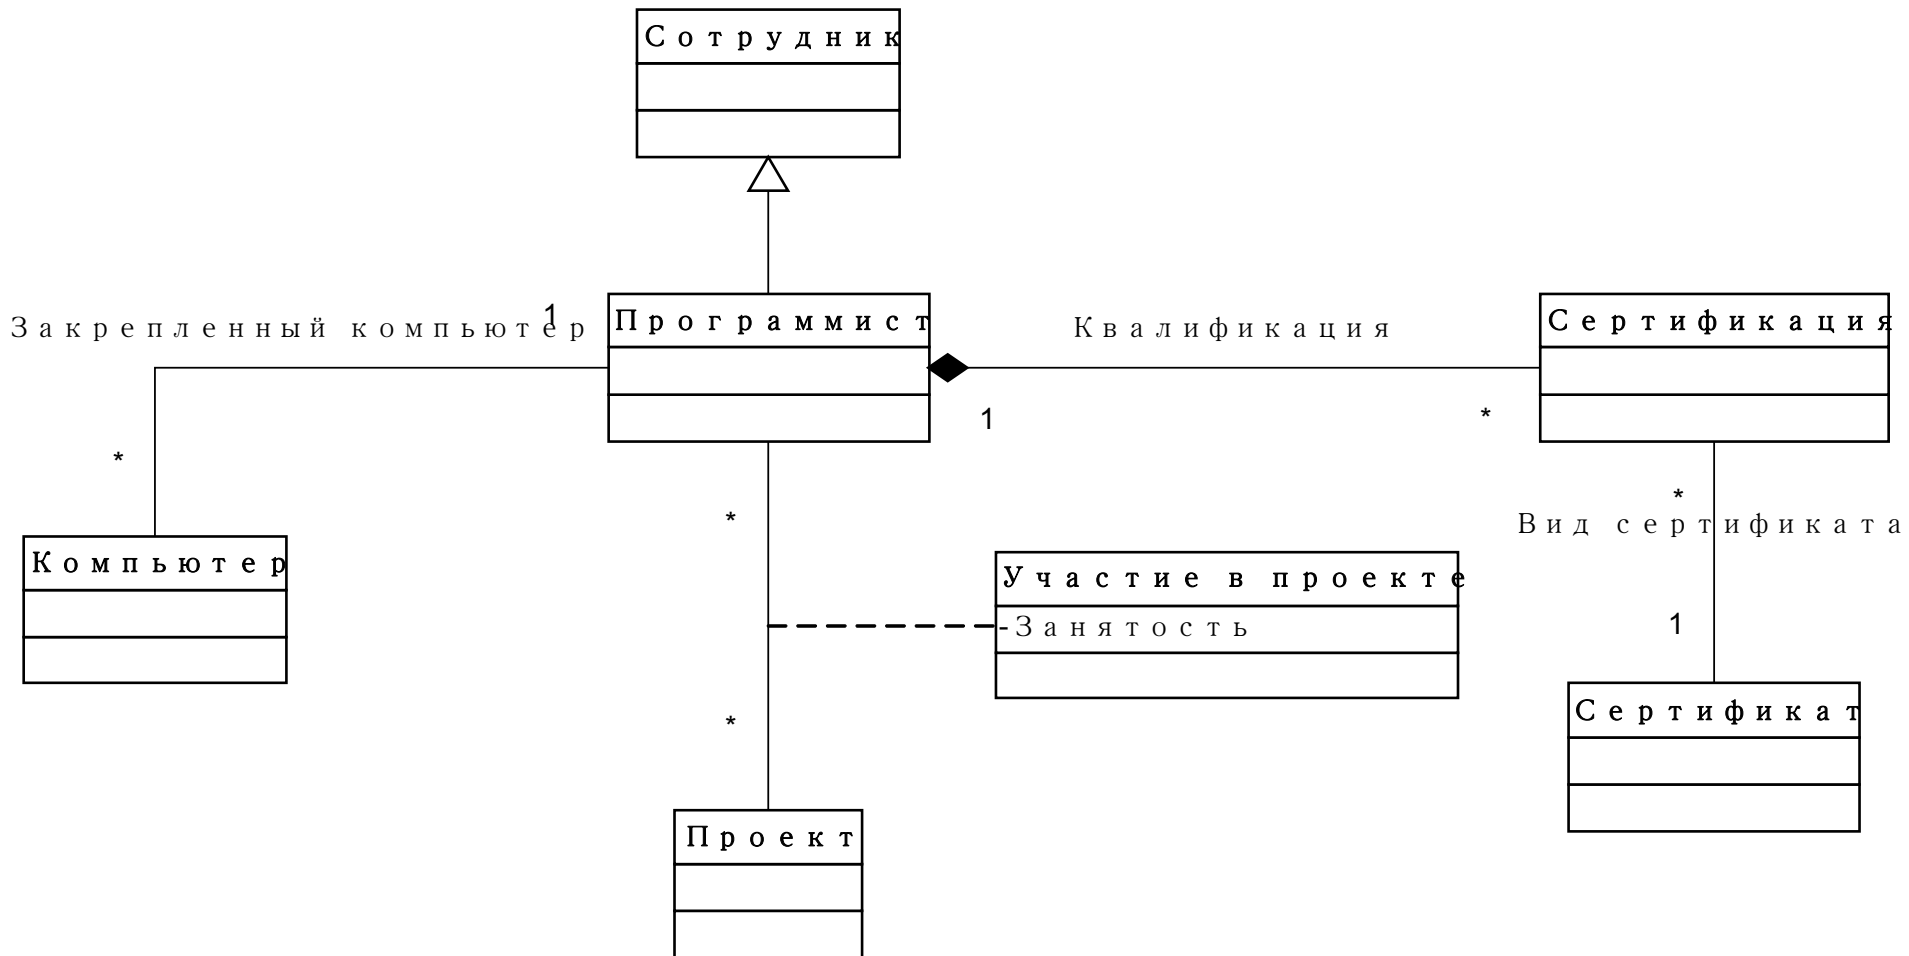 Сотрудник
Закрепленный компьютер
1
Программист
Квалификация
Сертификация
1
*
*
*
*
Вид сертификата
Компьютер
Участие в проекте
-Занятость
1
Сертификат
*
Проект